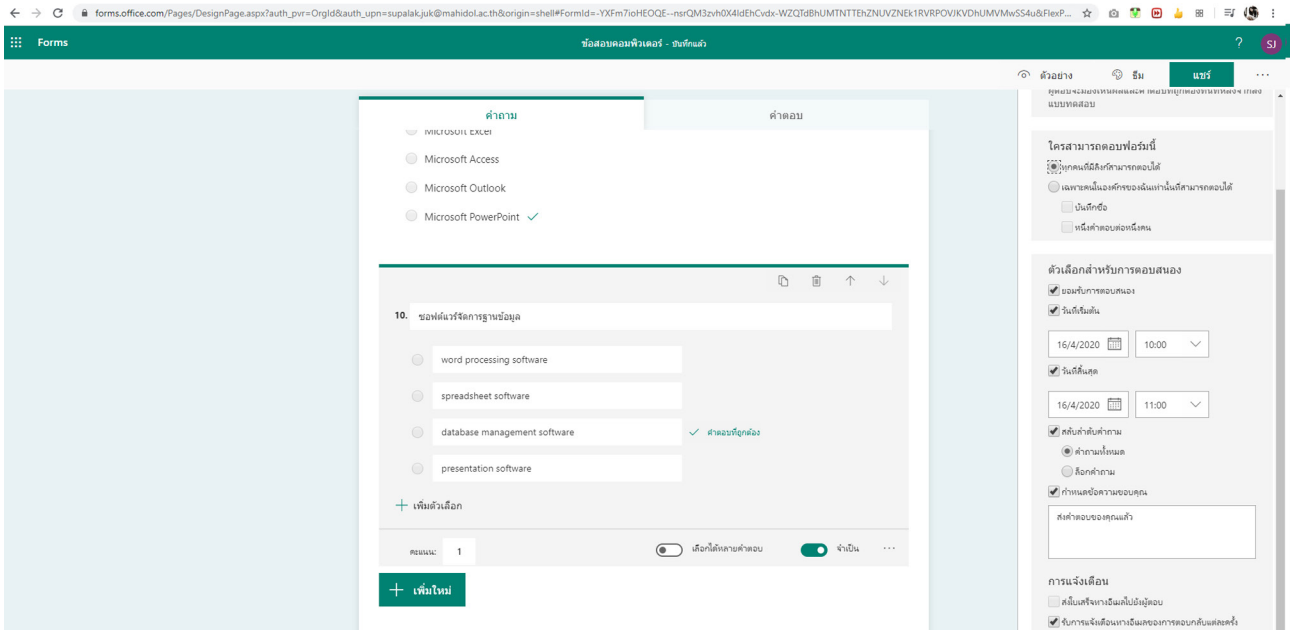 forms.office.com/Pages/DesignPage.aspx?auth_pvr=OrgId&auth_upn=supalak.juk@mahidol.ac.th&origin=shell#FormId=-YXFm7ioHEOQE--nsrQM3zvh0X4IdEhCvdx-WZQTdBhUMTNTTEhZNUVZNEk1RVRPOVJKVDhUMVMwSS4u&FlexP...
Forms
ข้อสอบคอมพิวเตอร์ - บันทึกแล้ว
?
SJ
ตัวอย่าง
ธีม
แชร์
...
คำถาม
คำตอบ
Microsoft Excel
Microsoft Access
Microsoft Outlook
Microsoft PowerPoint
10. ซอฟต์แวร์จัดการฐานข้อมูล
word processing software
spreadsheet software
database management software
คำตอบที่ถูกต้อง
presentation software
เพิ่มตัวเลือก
คะแนน: 1
เลือกได้หลายคำตอบ
จำเป็น
...
เพิ่มใหม่
แบบทดสอบ
ใครสามารถตอบฟอร์มนี้
ทุกคนที่มีลิงก์สามารถตอบได้
เฉพาะคนในองค์กรของฉันเท่านั้นที่สามารถตอบได้
บันทึกชื่อ
หนึ่งคำตอบต่อหนึ่งคน
ตัวเลือกสำหรับการตอบสนอง
ยอมรับการตอบสนอง
วันที่เริ่มต้น
16/4/2020 10:00
วันที่สิ้นสุด
16/4/2020 11:00
สลับลำดับคำถาม
คำถามทั้งหมด
ล็อกคำถาม
กำหนดข้อความขอบคุณ
ส่งคำตอบของคุณแล้ว
การแจ้งเตือน
ส่งใบเสร็จทางอีเมลไปยังผู้ตอบ
รับการแจ้งเตือนทางอีเมลของการตอบกลับแต่ละครั้ง